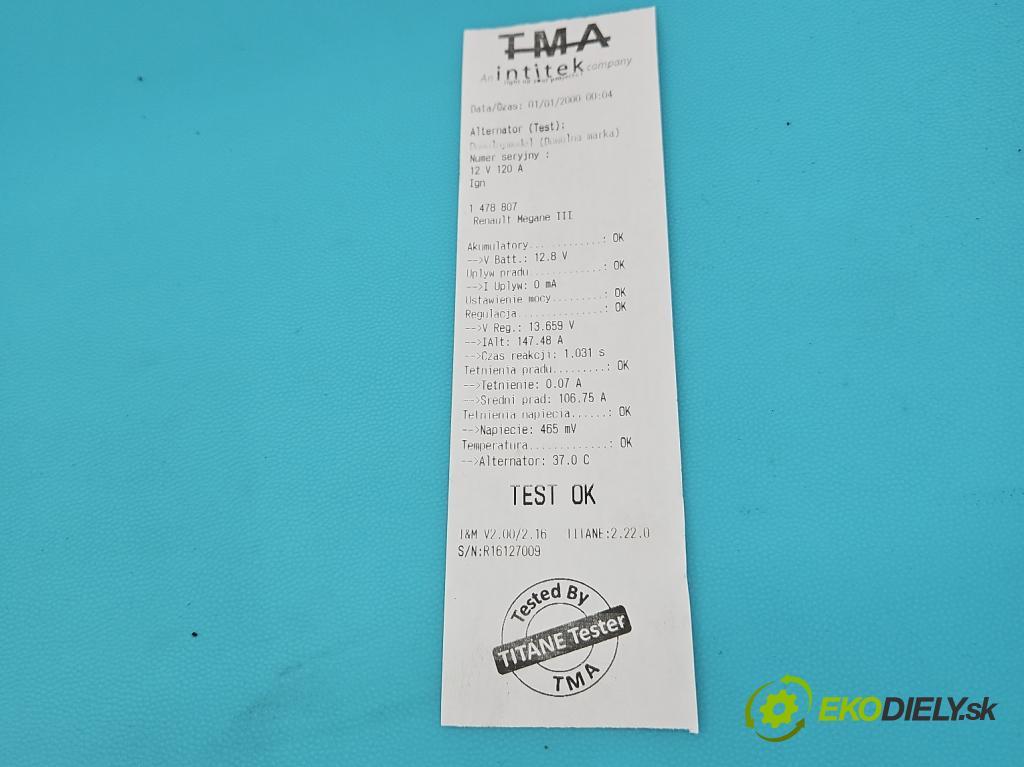 TMA
An intitek company
Data/Czas: 01/01/2000 00:04
Alternator (Test):
(Dowolna marka)
Numer seryjny :
12 V 120 A
Ign
1 478 807
Renault Megane III
Akumulatory............: OK
-->V Batt.: 12.8 V
Uplyw pradu............: OK
-->I Uplyw: 0 mA
Ustawienie mocy........: OK
Regulacja..............: OK
-->V Reg.: 13.659 V
-->IAlt: 147.48 A
-->Czas reakcji: 1.031 s
Tetnienia pradu.........: OK
-->Tetnienie: 0.07 A
-->Sredni prad: 106.75 A
Tetnienia napiecia......: OK
-->Napiecie: 465 mV
Temperatura.............: OK
-->Alternator: 37.0 C
TEST OK
I&M V2.00/2.16 TITANE:2.22.0
S/N:R16127009
Tested By
TITANE Tester
TMA
EKODIELY.sk